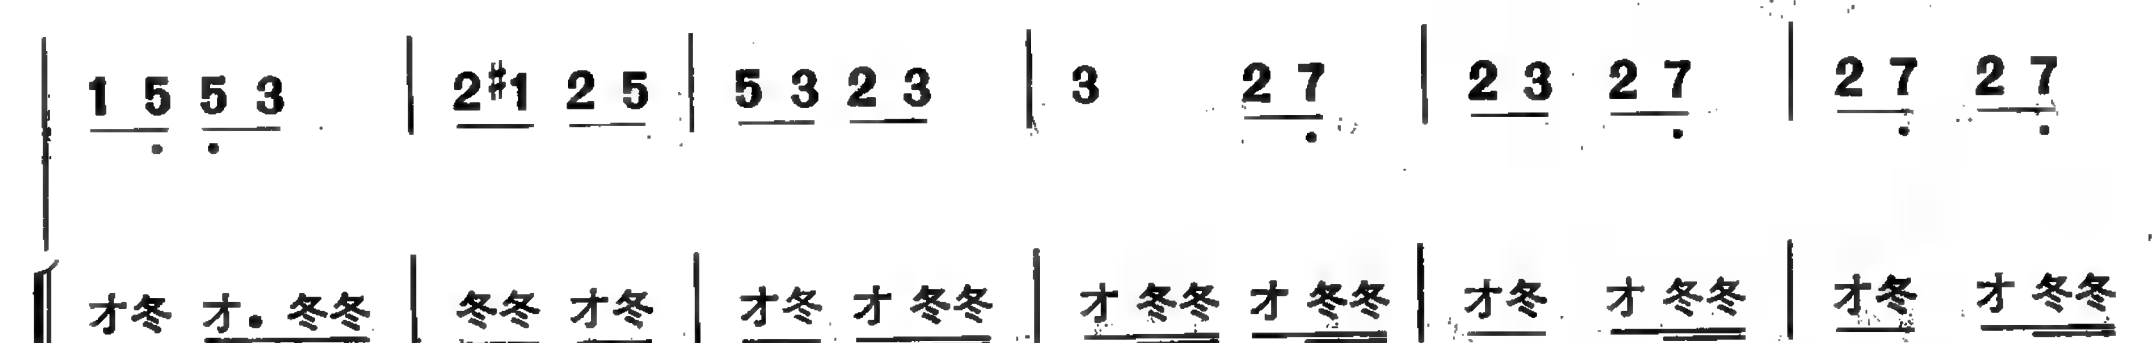 1 5 5 3 | 2 #1 2 5 | 5 3 2 3 | 3 2 7 | 2 3 2 7 | 2 7 2 7
才冬 才. 冬冬 | 冬冬 才冬 | 才冬 才 冬冬 | 才 冬冬 才 冬冬 | 才冬 才 冬冬 | 才冬 才 冬冬